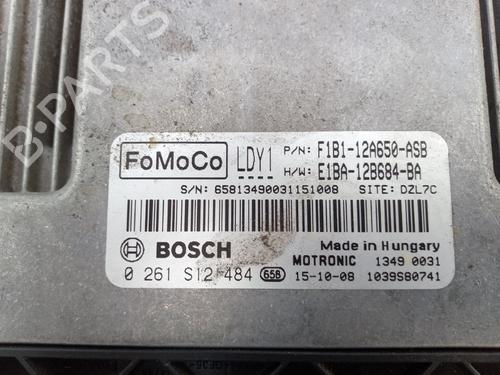 FoMoCo LDY1 P/N: F1B1-12A650-ASB
H/W: E1BA-12B684-BA
S/N: 65813490031151008 SITE: DZL7C
BOSCH Made in Hungary
MOTRONIC 1349 0031
0 261 S12 484 658 15-10-08 1039S80741
B-PARTS